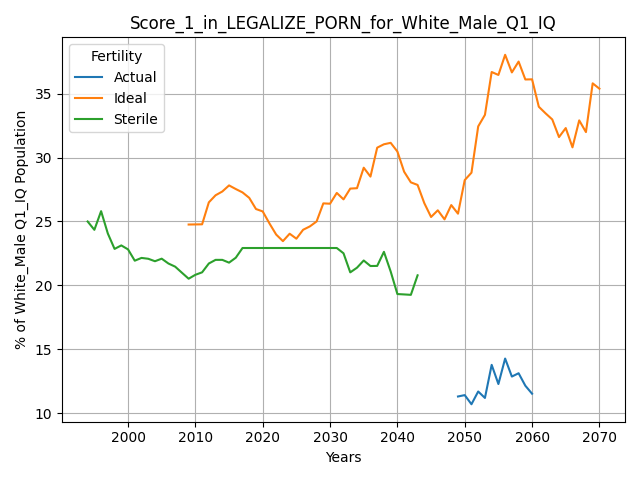 Score_1_in_LEGALIZE_PORN_for_White_Male_Q1_IQ
Fertility
Actual
Ideal
Sterile
% of White_Male Q1_IQ Population
35
30
25
20
15
10
2000 2010 2020 2030 2040 2050 2060 2070
Years